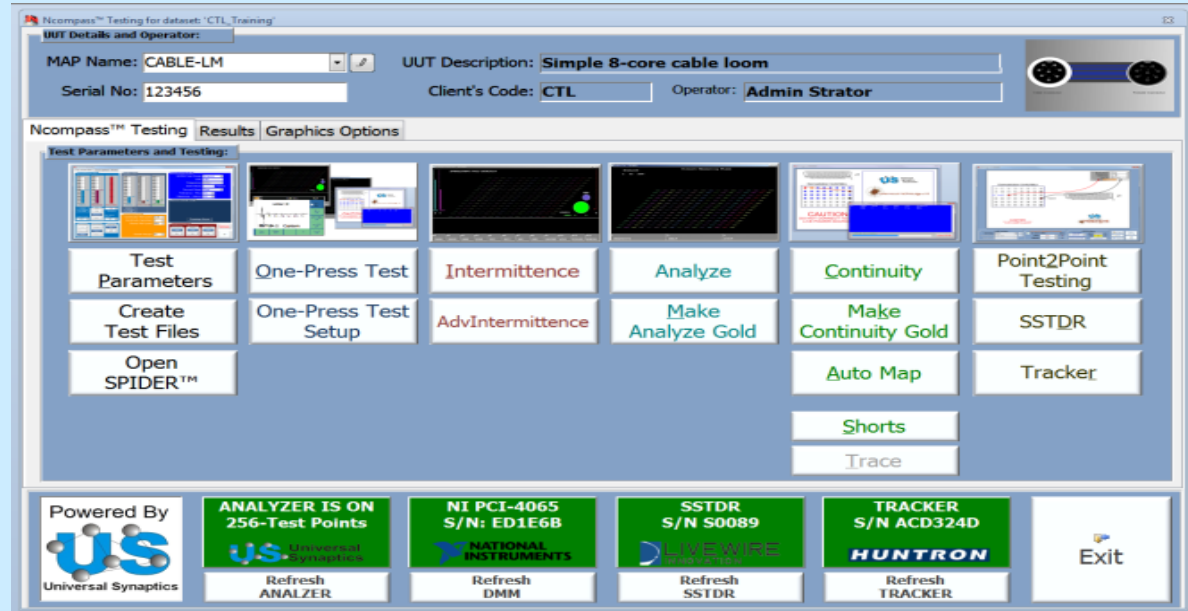 Ncompass™ Testing for dataset: 'CTL_Training'
UUT Details and Operator:
MAP Name: CABLE-LM
UUT Description: Simple 8-core cable loom
Serial No: 123456
Client's Code: CTL
Operator: Admin Strator
Ncompass™ Testing Results Graphics Options
Test Parameters and Testing:
CAUTION
Test
Parameters
One-Press Test
Intermittence
Analyze
Continuity
Point2Point
Testing
Create
Test Files
One-Press Test
Setup
AdvIntermittence
Make
Analyze Gold
Make
Continuity Gold
SSTDR
Open
SPIDER™
Auto Map
Tracker
Shorts
Trace
Powered By
US
Universal Synaptics
ANALYZER IS ON
256-Test Points
US Universal
Synaptics
Refresh
ANALZER
NI PCI-4065
S/N: ED1E6B
NATIONAL
INSTRUMENTS
Refresh
DMM
SSTDR
S/N S0089
LIVEWIRE
Refresh
SSTDR
TRACKER
S/N ACD324D
HUNTRON
Refresh
TRACKER
Exit